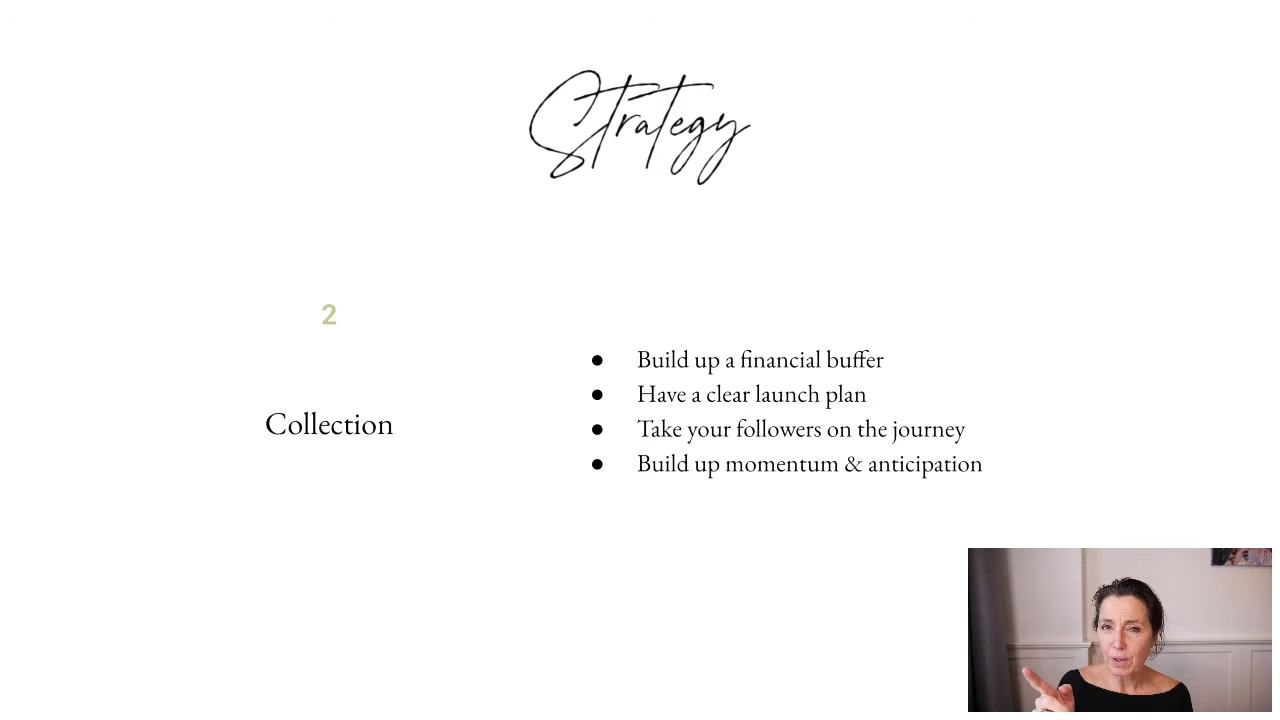 Strategy
2
Collection
● Build up a financial buffer
● Have a clear launch plan
● Take your followers on the journey
● Build up momentum & anticipation